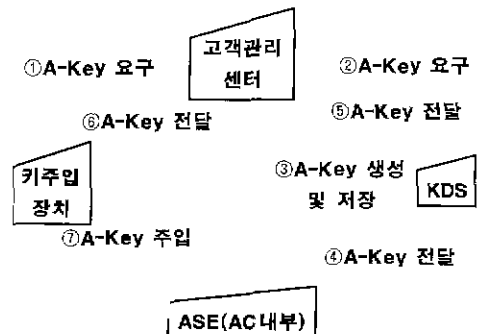 고객관리
센터
①A-Key 요구
②A-Key 요구
⑥A-Key 전달
⑤A-Key 전달
키주입
장치
③A-Key 생성
및 저장
KDS
⑦A-Key 주입
④A-Key 전달
ASE(AC내부)